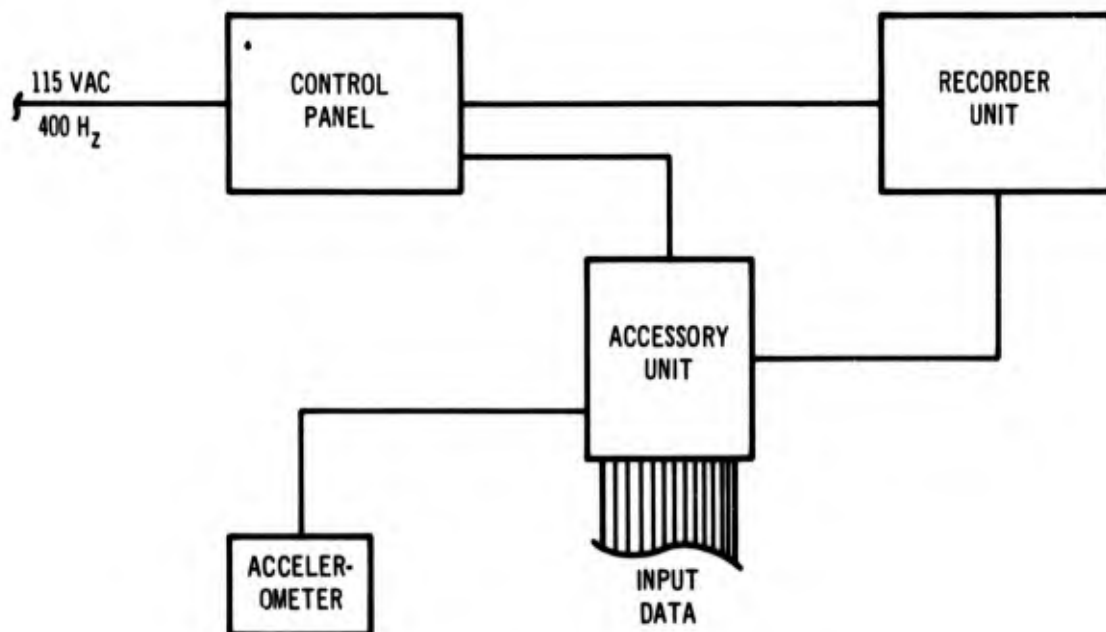 115 VAC
400 Hz
CONTROL
PANEL
RECORDER
UNIT
ACCESSORY
UNIT
ACCELER-
OMETER
INPUT
DATA